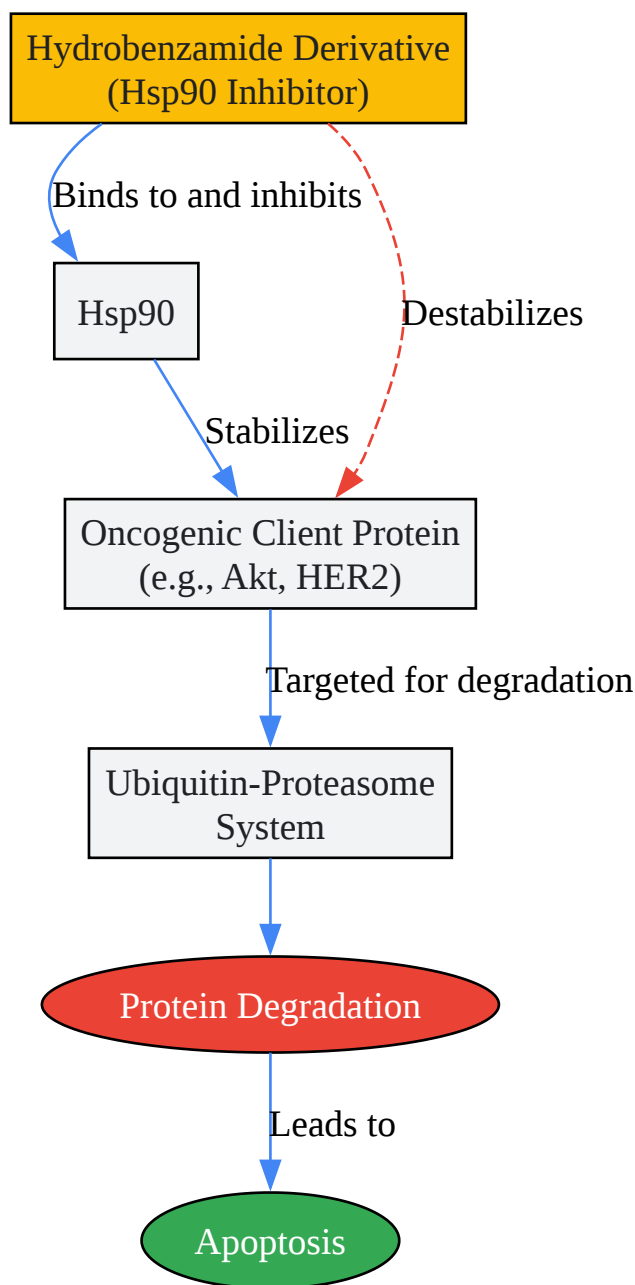 Hydrobenzamide Derivative
(Hsp90 Inhibitor)
Binds to and inhibits
Hsp90
Destabilizes
Stabilizes
Oncogenic Client Protein
(e.g., Akt, HER2)
Targeted for degradation
Ubiquitin-Proteasome
System
Protein Degradation
Leads to
Apoptosis